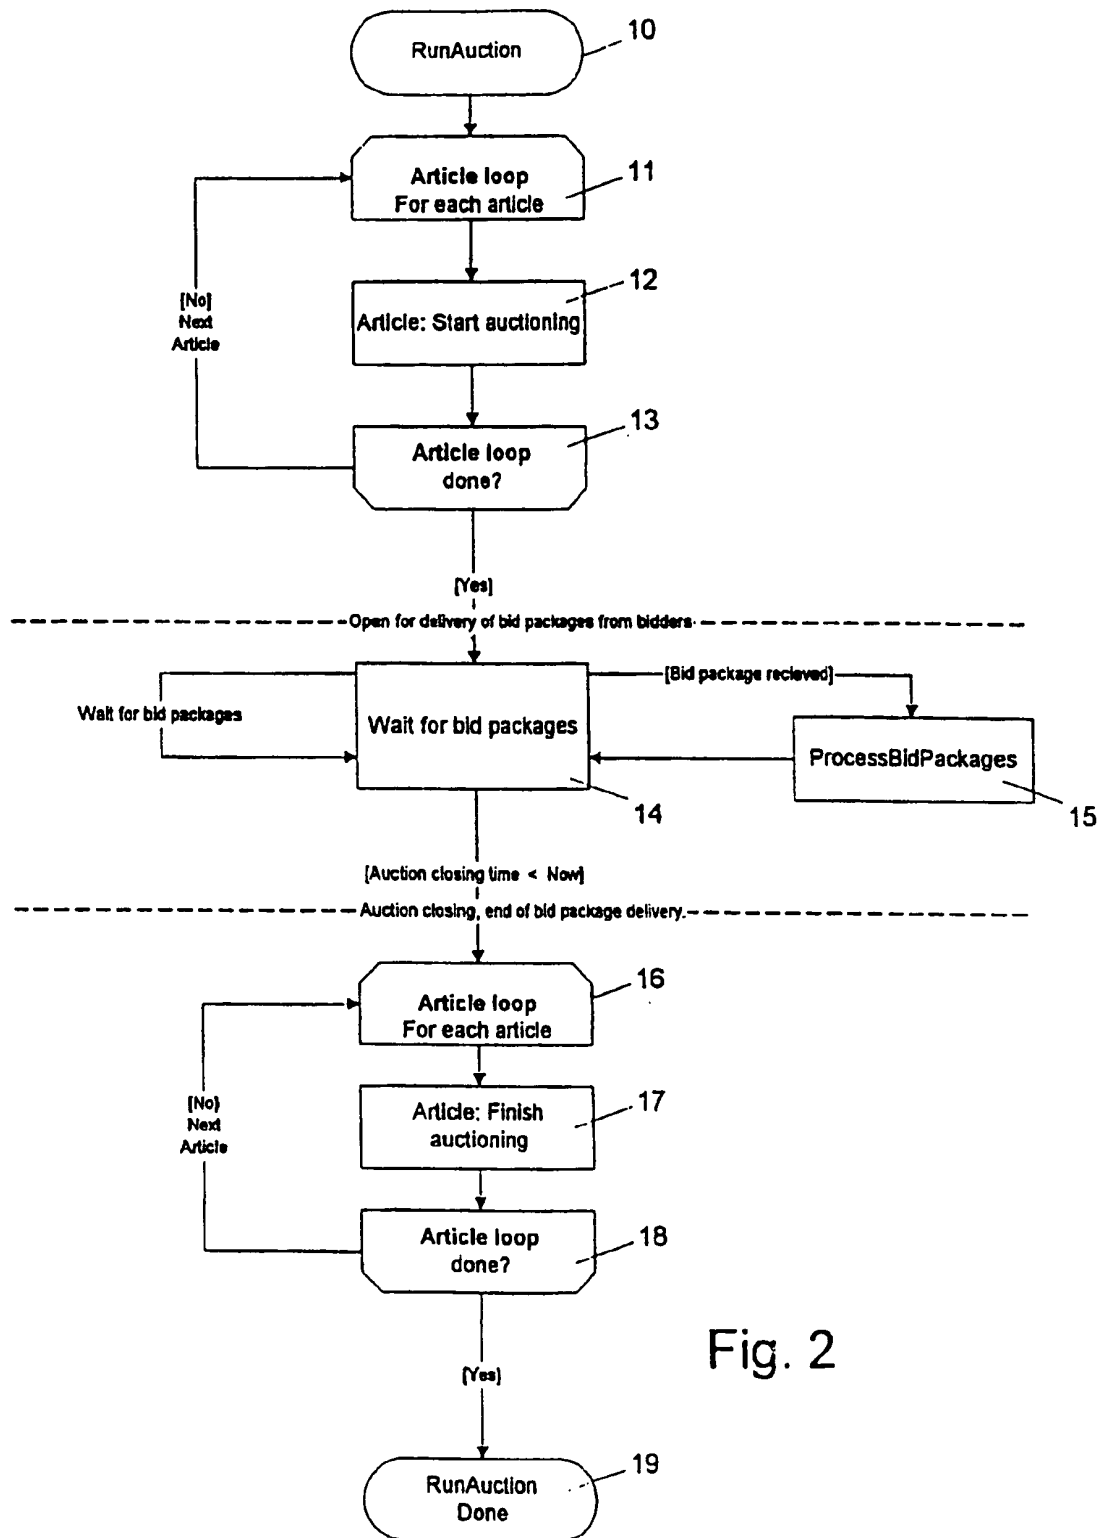 RunAuction
10
Article loop
For each article
11
[No]
Next
Article
Article: Start auctioning
12
Article loop
done?
13
[Yes]
Open for delivery of bid packages from bidders
Wait for bid packages
Wait for bid packages
14
[Bid package recieved]
ProcessBidPackages
15
[Auction closing time < Now]
Auction closing, end of bid package delivery.
Article loop
For each article
16
[No]
Next
Article
Article: Finish
auctioning
17
Article loop
done?
18
[Yes]
Fig. 2
RunAuction
Done
19